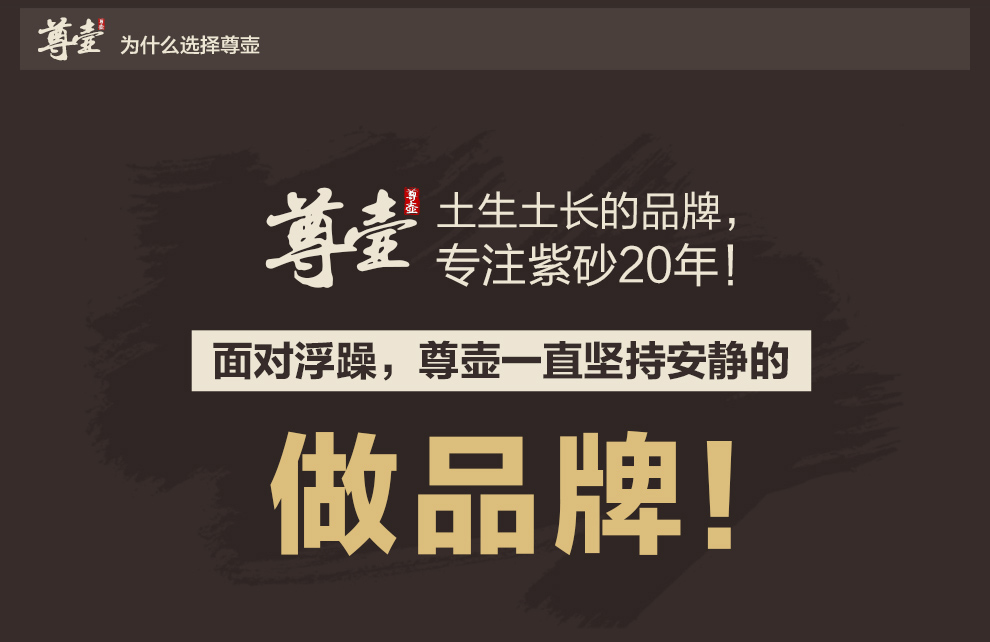 尊壶 尊壶 为什么选择尊壶
尊壶 尊壶 土生土长的品牌，
专注紫砂20年！
面对浮躁，尊壶一直坚持安静的
做品牌！